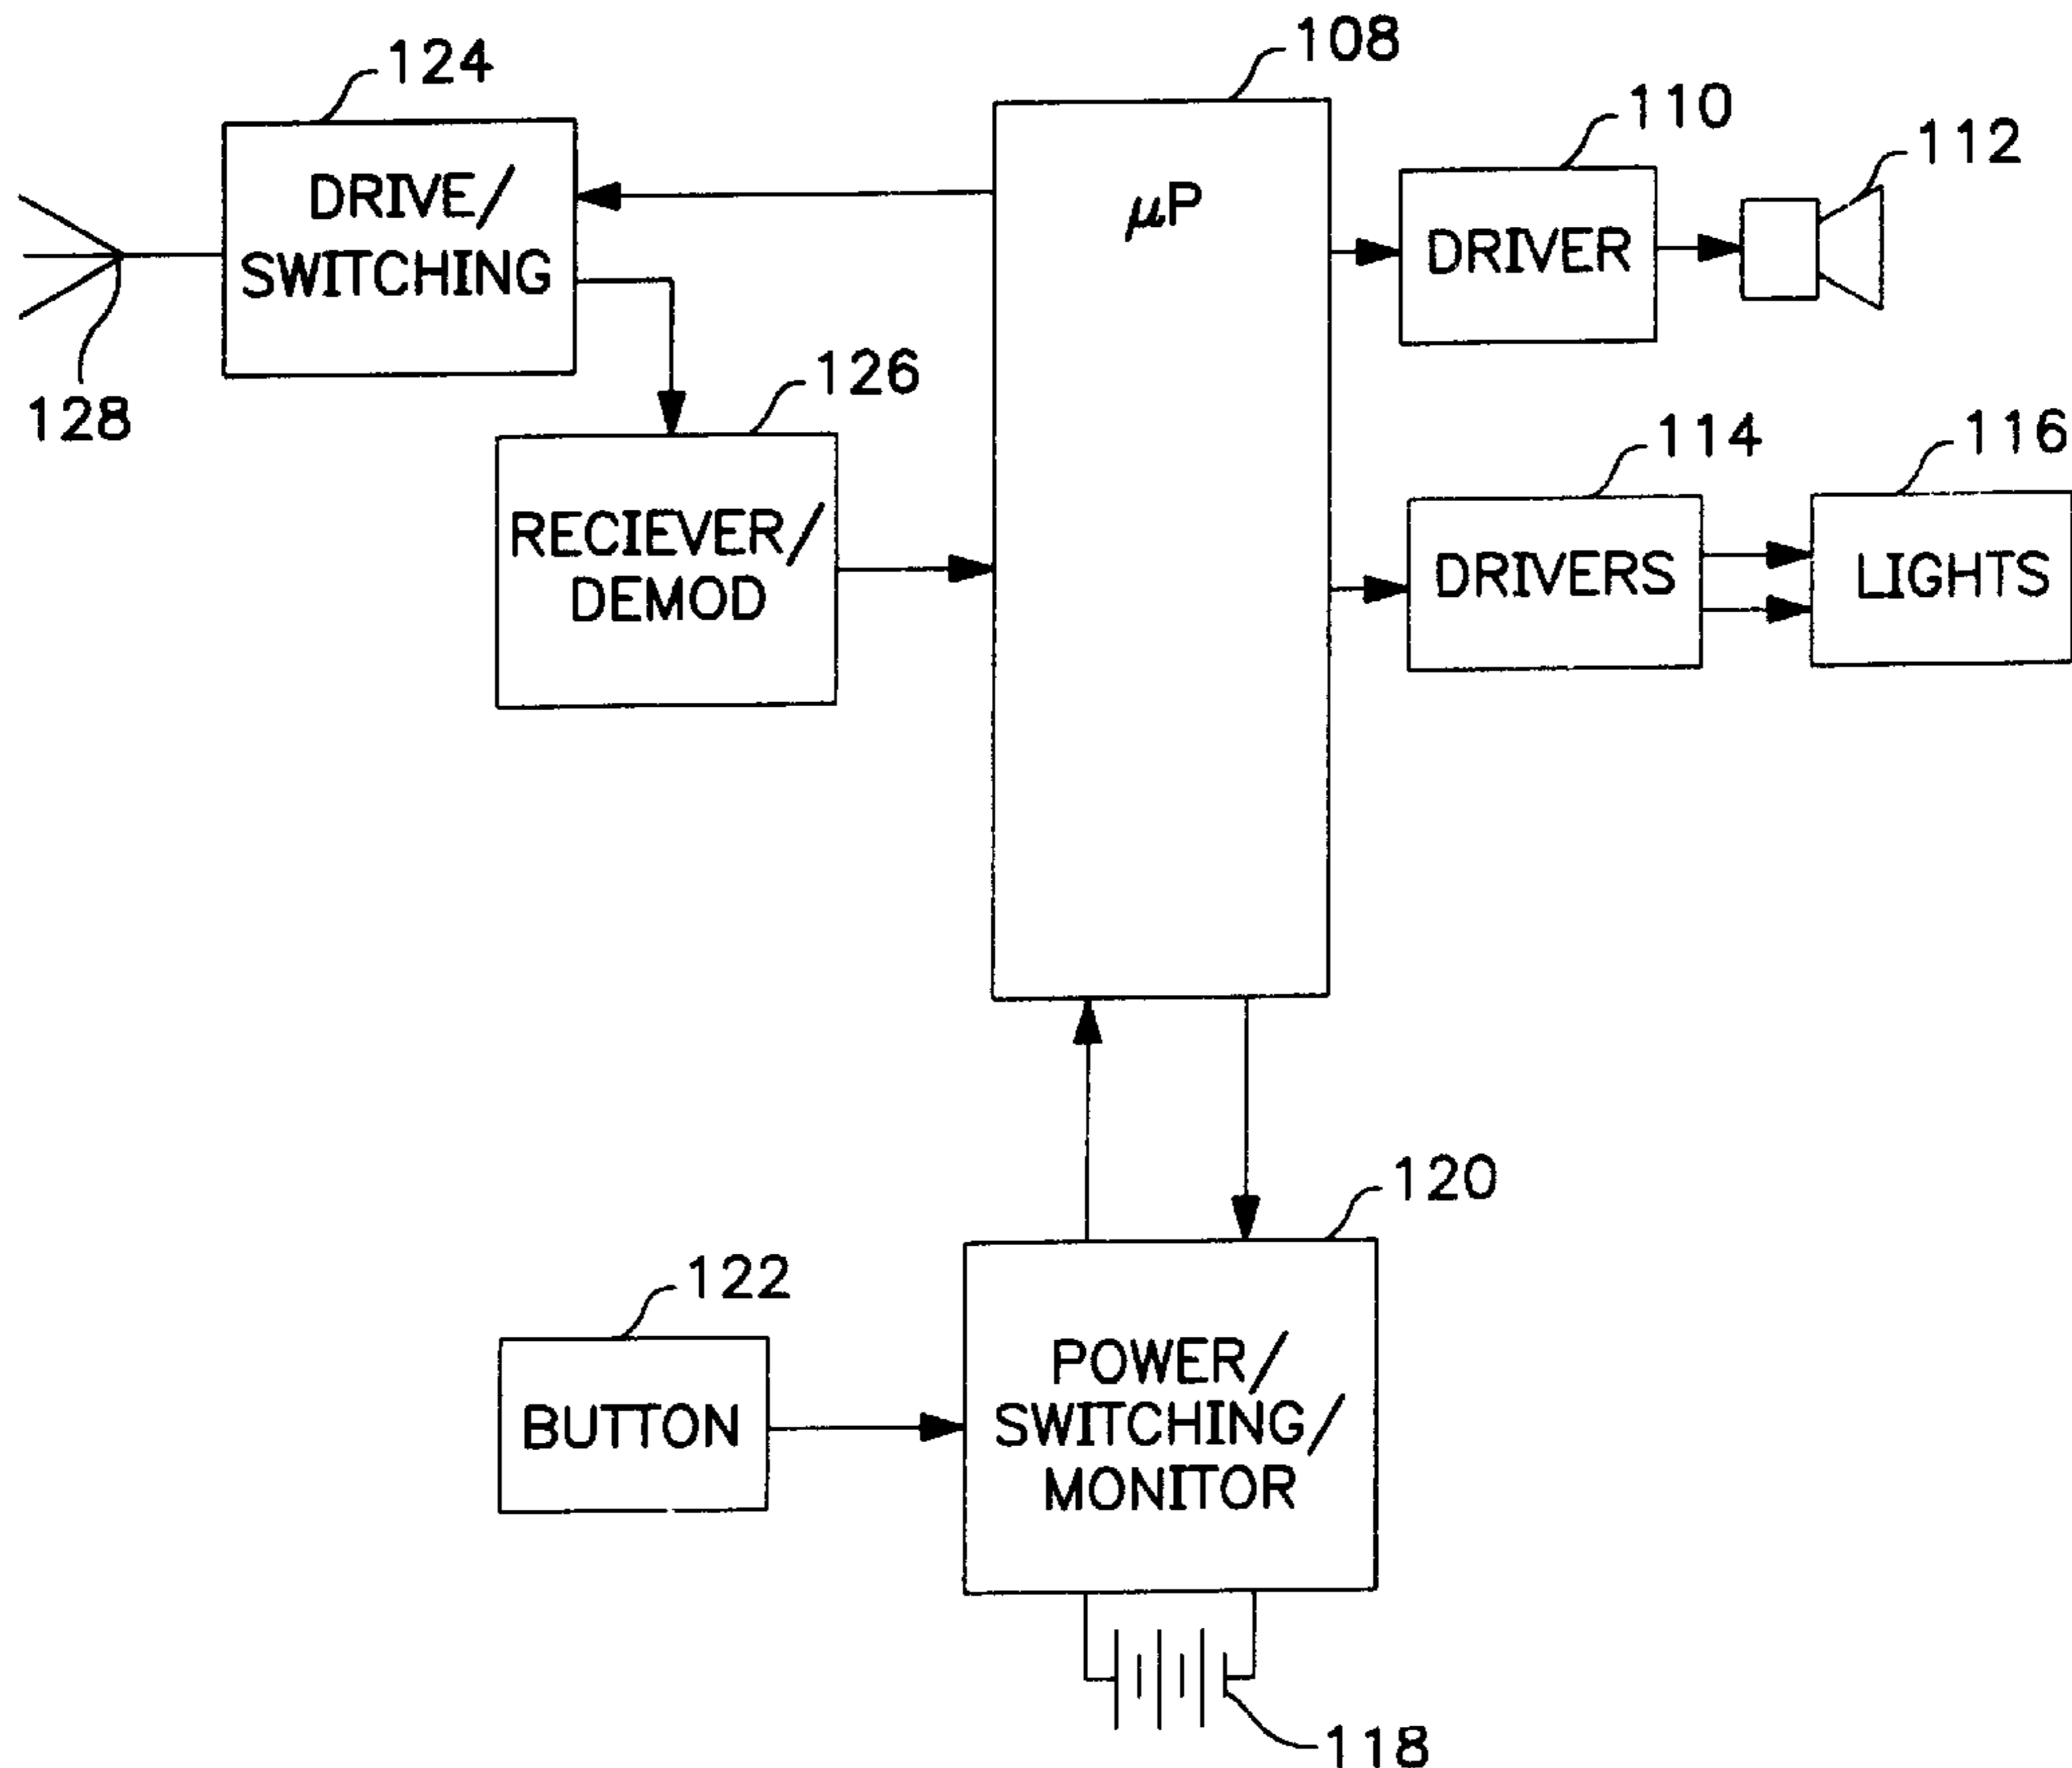 108
124
110
112
DRIVE/
SWITCHING
μP
DRIVER
128
126
114
116
RECIEVER/
DEMOD
DRIVERS
LIGHTS
120
122
POWER/
SWITCHING/
MONITOR
BUTTON
118